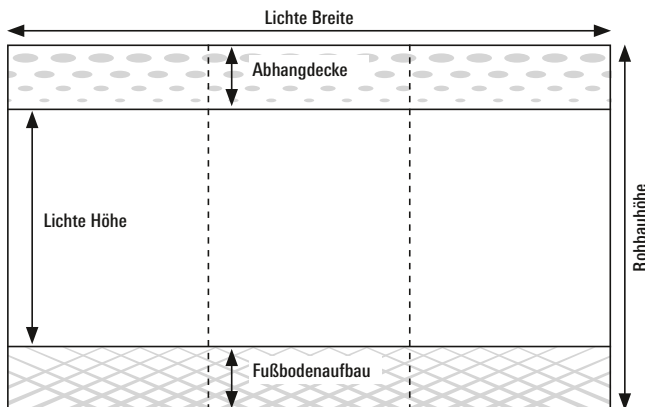 Lichte Breite
Abhangdecke
Lichte Höhe
Rohbauhöhe
Fußbodenaufbau